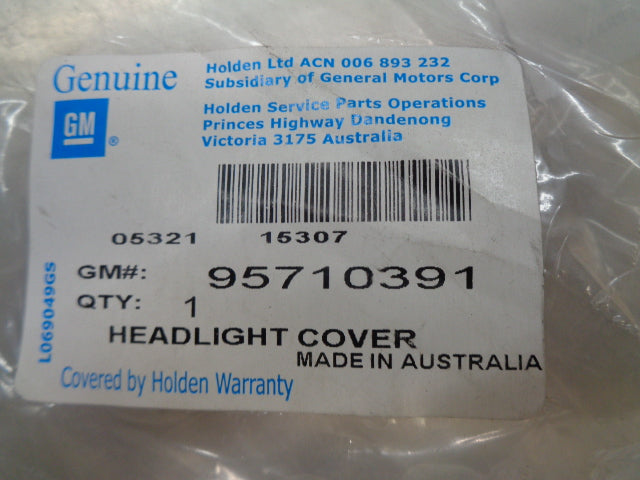 Genuine
GM ®
Holden Ltd ACN 006 893 232
Subsidiary of General Motors Corp
Holden Service Parts Operations
Princes Highway Dandenong
Victoria 3175 Australia
05321 15307
GM#: 95710391
QTY: 1
HEADLIGHT COVER
MADE IN AUSTRALIA
Covered by Holden Warranty
L069049GS